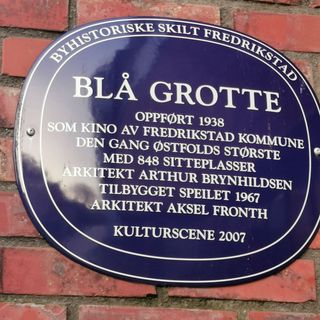 BYHISTORISKE SKILT FREDRIKSTAD
BLÅ GROTTE
OPPFØRT 1938
SOM KINO AV FREDRIKSTAD KOMMUNE
DEN GANG ØSTFOLDS STØRSTE
MED 848 SITTEPLASSER
ARKITEKT ARTHUR BRYNHILDSEN
TILBYGGET SPEILET 1967
ARKITEKT AKSEL FRONTH
KULTURSCENE 2007